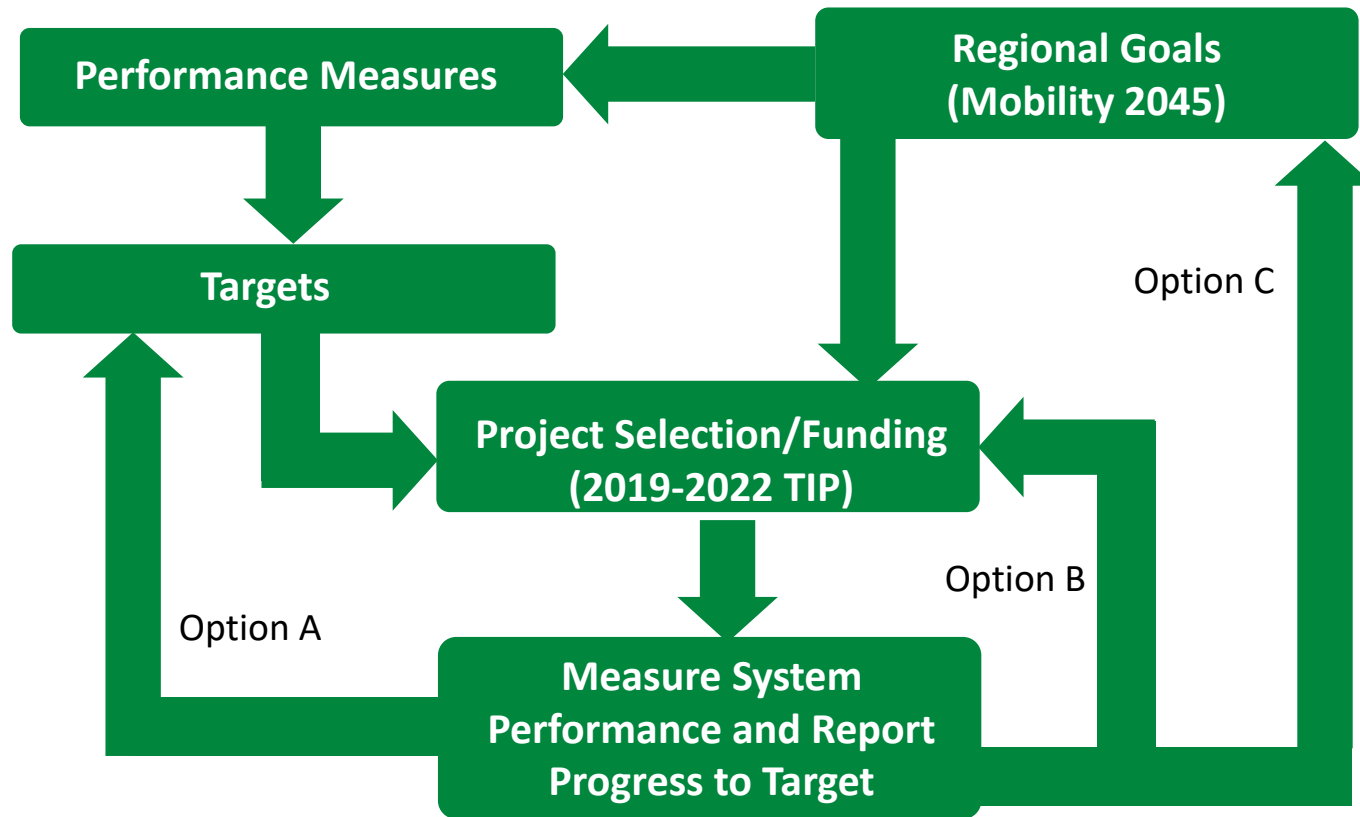 Performance Measures
Regional Goals
(Mobility 2045)
Targets
Option C
Project Selection/Funding
(2019-2022 TIP)
Option B
Option A
Measure System
Performance and Report
Progress to Target